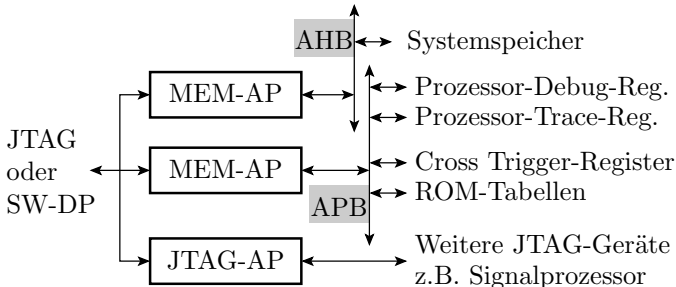 AHB
Systemspeicher
MEM-AP
Prozessor-Debug-Reg.
Prozessor-Trace-Reg.
JTAG
oder
SW-DP
MEM-AP
Cross Trigger-Register
APB
ROM-Tabellen
JTAG-AP
Weitere JTAG-Geräte
z.B. Signalprozessor